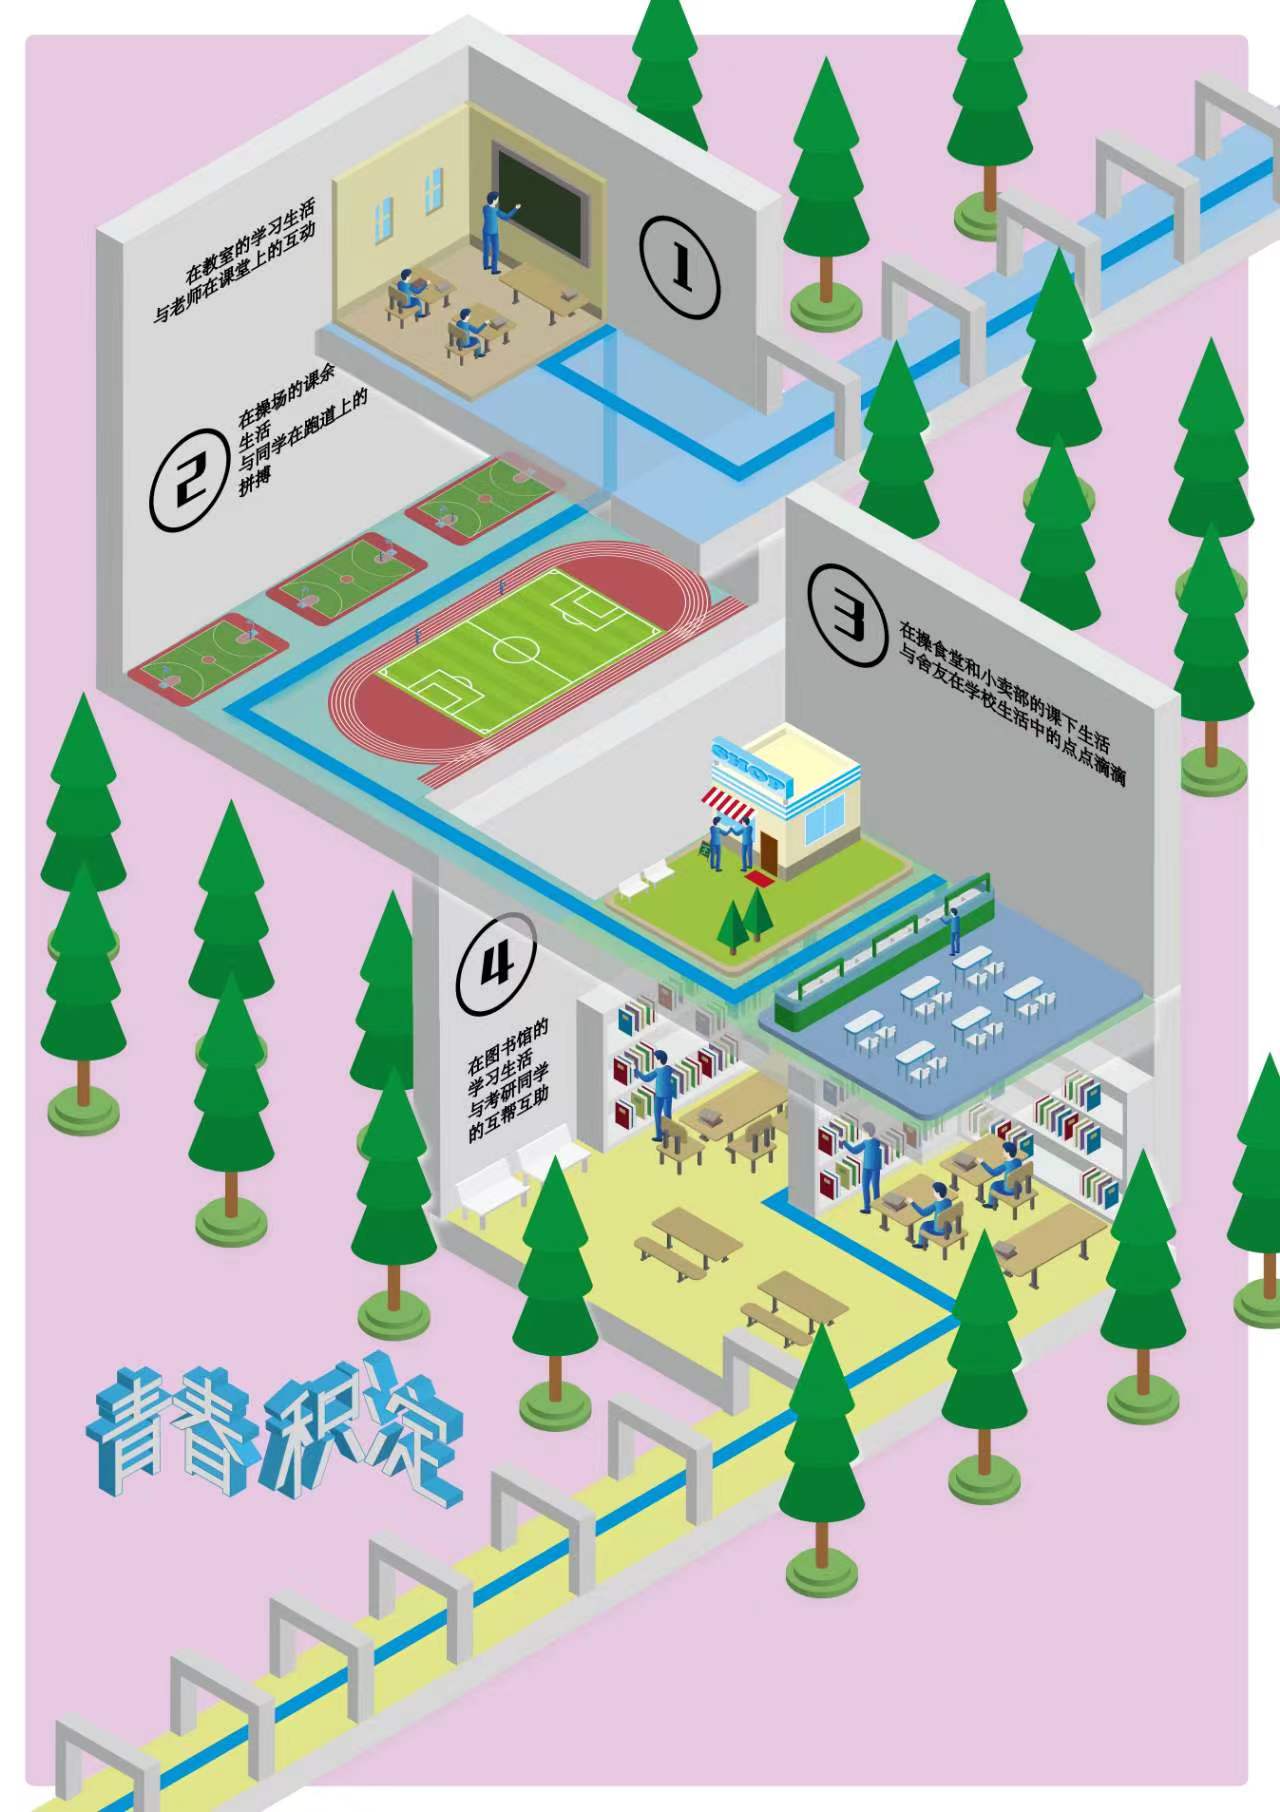 在教室的学习生活
与老师在课堂上的互动
1
2
在操场的课余
生活
与同学在跑道上的
拼搏
3
在操食堂和小卖部的课下生活
与舍友在学校生活中的点点滴滴
SHOP
4
在图书馆的
学习生活
与考研同学
的互帮互助
青春积淀